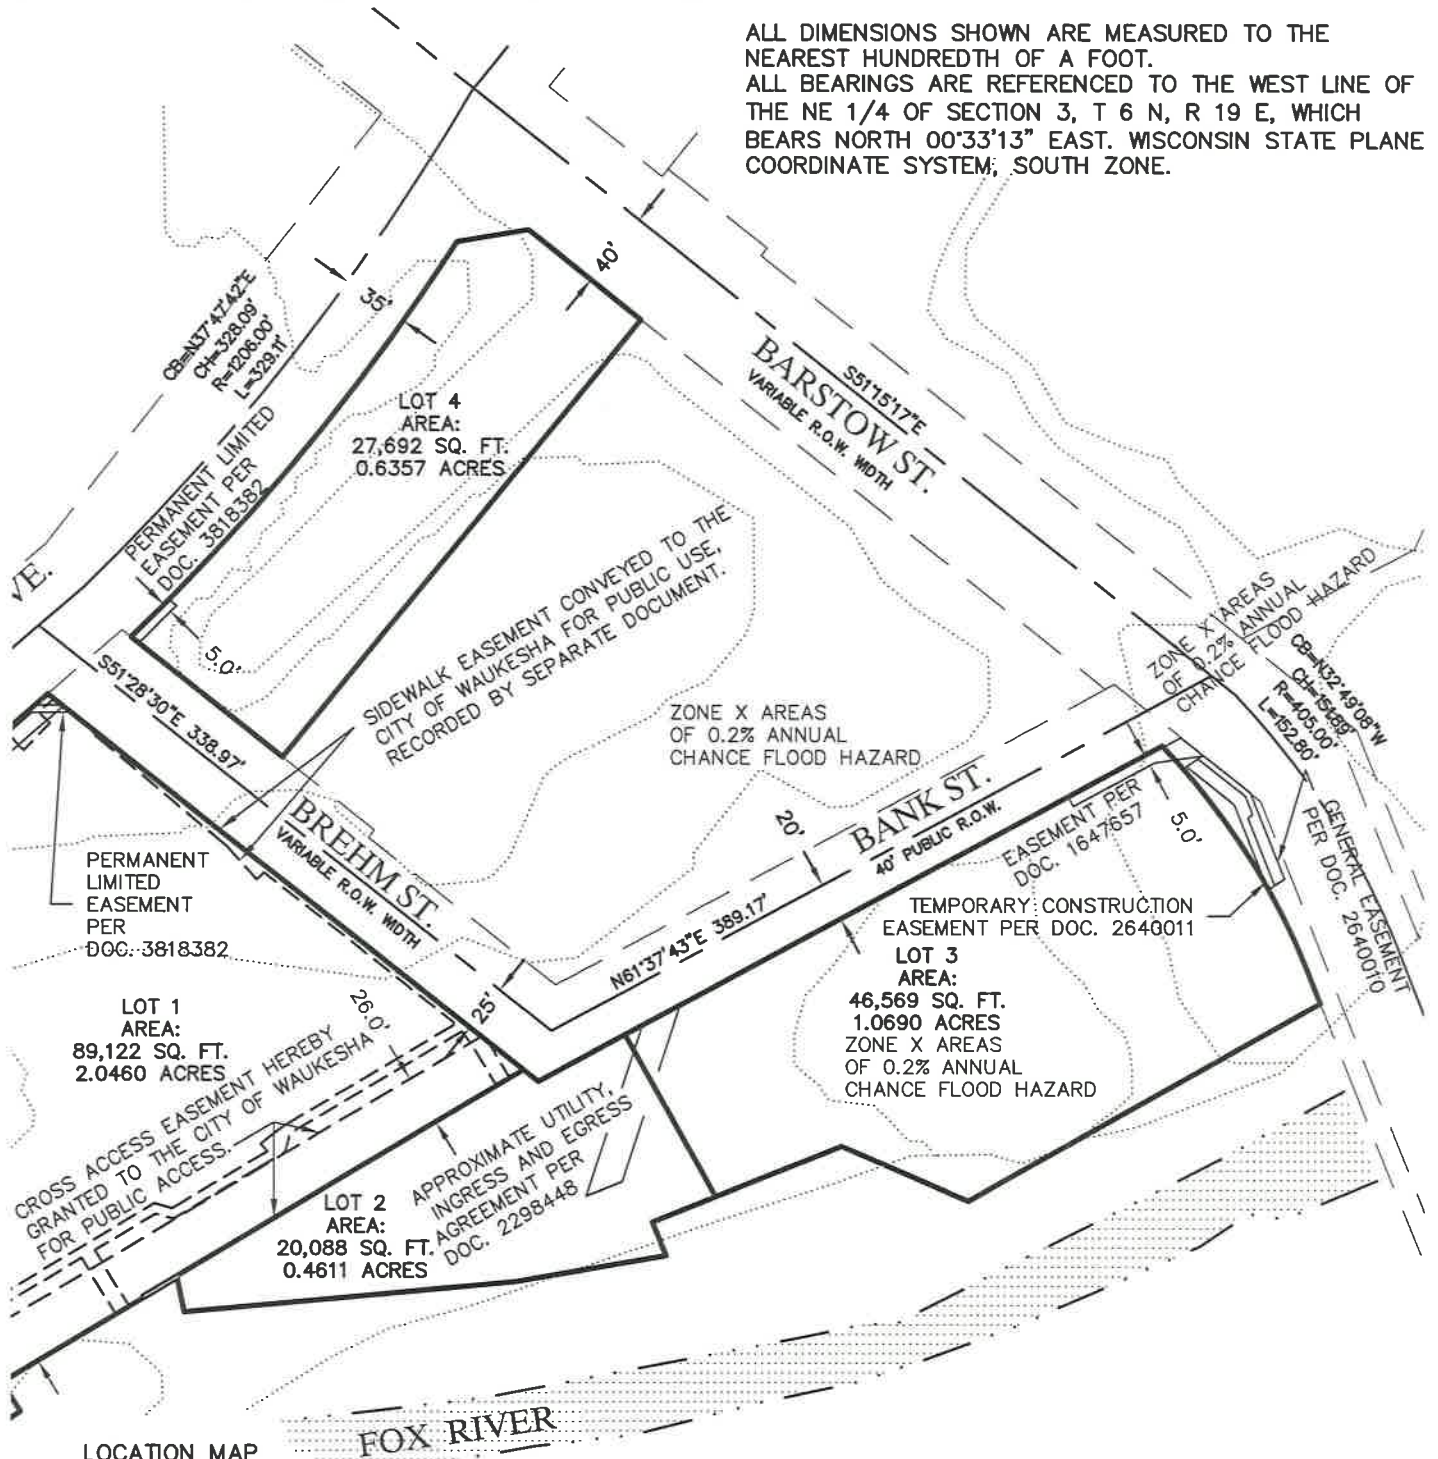 ALL DIMENSIONS SHOWN ARE MEASURED TO THE
NEAREST HUNDREDTH OF A FOOT.
ALL BEARINGS ARE REFERENCED TO THE WEST LINE OF
THE NE 1/4 OF SECTION 3, T 6 N, R 19 E, WHICH
BEARS NORTH 00°33'13" EAST. WISCONSIN STATE PLANE
COORDINATE SYSTEM, SOUTH ZONE.
40'
35'
CB=N37°47'42"E
CH=328.09'
R=1206.00'
L=329.11'
BARSTOW ST.
VARIABLE R.O.W. WIDTH
S51°15'17"E
LOT 4
AREA:
27,692 SQ. FT.
0.6357 ACRES
PERMANENT LIMITED
EASEMENT PER
DOC. 3818382
VE.
5.0'
S51°28'30"E 338.97'
SIDEWALK EASEMENT CONVEYED TO THE
CITY OF WAUKESHA FOR PUBLIC USE,
RECORDED BY SEPARATE DOCUMENT.
ZONE X AREAS
OF 0.2% ANNUAL
CHANCE FLOOD HAZARD
ZONE X AREAS
OF 0.2% ANNUAL
CHANCE FLOOD HAZARD
CB=N32°49'08"W
CH=151.89'
R=405.00'
L=152.80'
BREHM ST.
VARIABLE R.O.W. WIDTH
20'
BANK ST.
40' PUBLIC R.O.W.
N61°37'43"E 389.17'
EASEMENT PER
DOC. 1647657
5.0'
GENERAL EASEMENT
PER DOC. 2640010
PERMANENT
LIMITED
EASEMENT
PER
DOC. 3818382
TEMPORARY CONSTRUCTION
EASEMENT PER DOC. 2640011
LOT 3
AREA:
46,569 SQ. FT.
1.0690 ACRES
ZONE X AREAS
OF 0.2% ANNUAL
CHANCE FLOOD HAZARD
26.0'
25'
LOT 1
AREA:
89,122 SQ. FT.
2.0460 ACRES
CROSS ACCESS EASEMENT HEREBY
GRANTED TO THE CITY OF WAUKESHA
FOR PUBLIC ACCESS.
APPROXIMATE UTILITY,
INGRESS AND EGRESS
AGREEMENT PER
DOC. 2298448
LOT 2
AREA:
20,088 SQ. FT.
0.4611 ACRES
FOX RIVER
LOCATION MAP